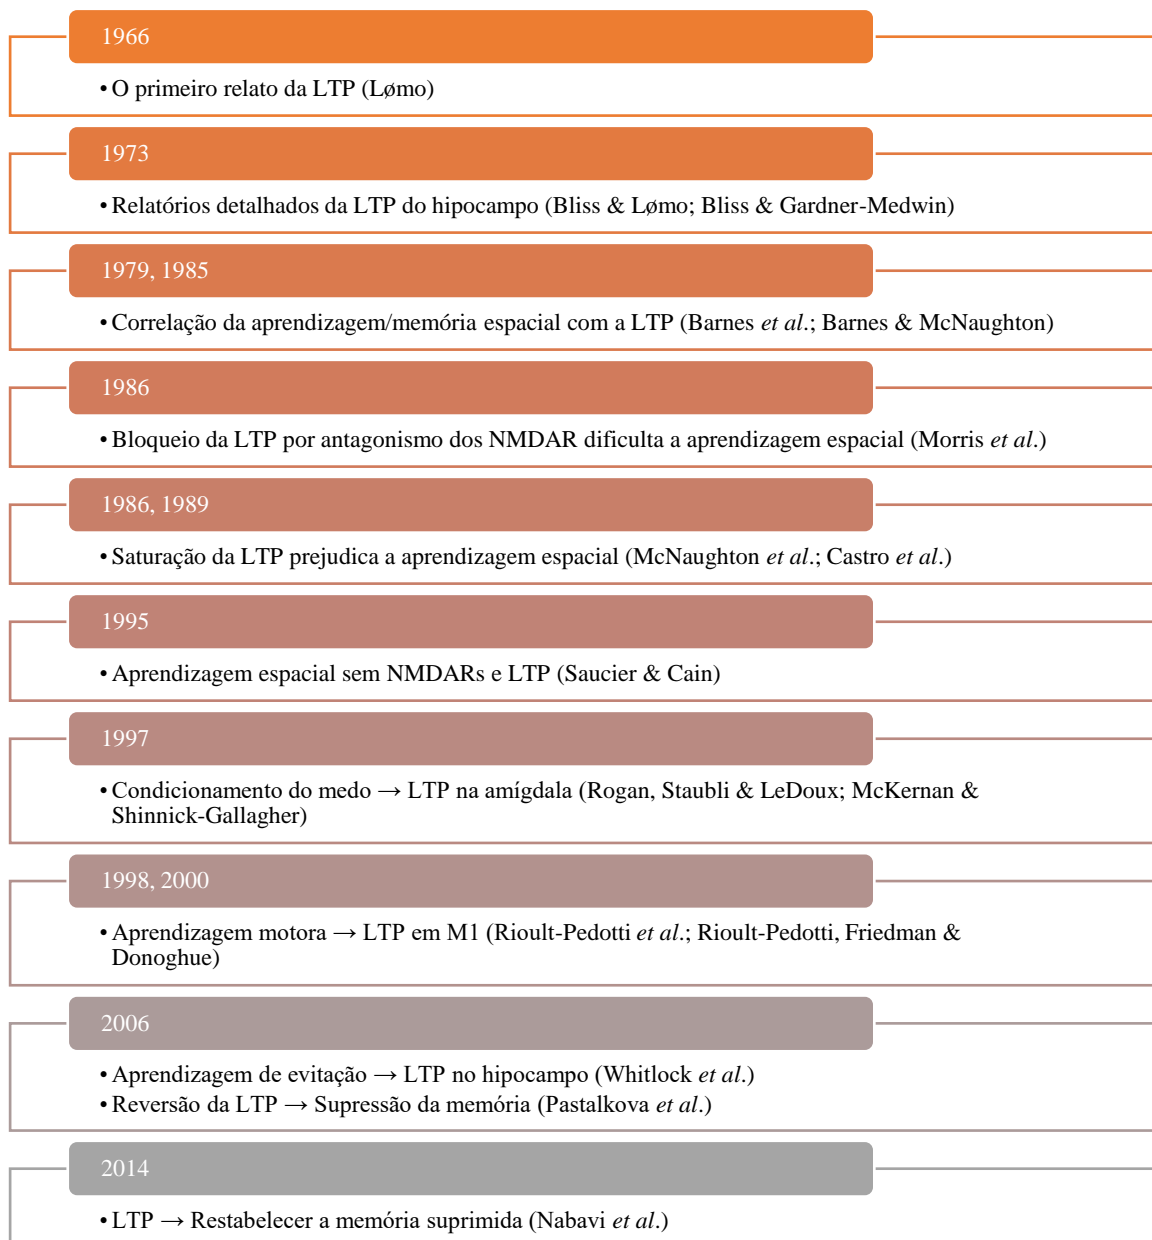 1966
• O primeiro relato da LTP (Lømo)
1973
• Relatórios detalhados da LTP do hipocampo (Bliss & Lømo; Bliss & Gardner-Medwin)
1979, 1985
• Correlação da aprendizagem/memória espacial com a LTP (Barnes et al.; Barnes & McNaughton)
1986
• Bloqueio da LTP por antagonismo dos NMDAR dificulta a aprendizagem espacial (Morris et al.)
1986, 1989
• Saturação da LTP prejudica a aprendizagem espacial (McNaughton et al.; Castro et al.)
1995
• Aprendizagem espacial sem NMDARs e LTP (Saucier & Cain)
1997
• Condicionamento do medo → LTP na amígdala (Rogan, Staubli & LeDoux; McKernan &
Shinnick-Gallagher)
1998, 2000
• Aprendizagem motora → LTP em M1 (Rioult-Pedotti et al.; Rioult-Pedotti, Friedman &
Donoghue)
2006
• Aprendizagem de evitação → LTP no hipocampo (Whitlock et al.)
• Reversão da LTP → Supressão da memória (Pastalkova et al.)
2014
• LTP → Restabelecer a memória suprimida (Nabavi et al.)